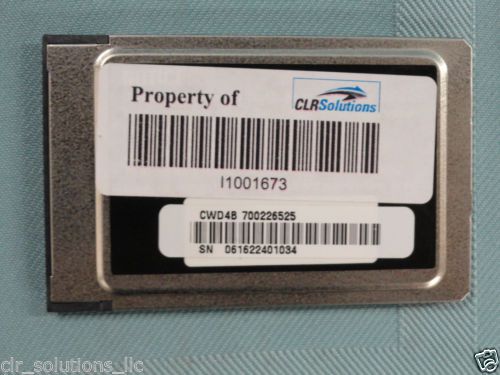 Property of
CLRSolutions
I1001673
CWD4B 700226525
SN 061622401034
clr_solutions_llc